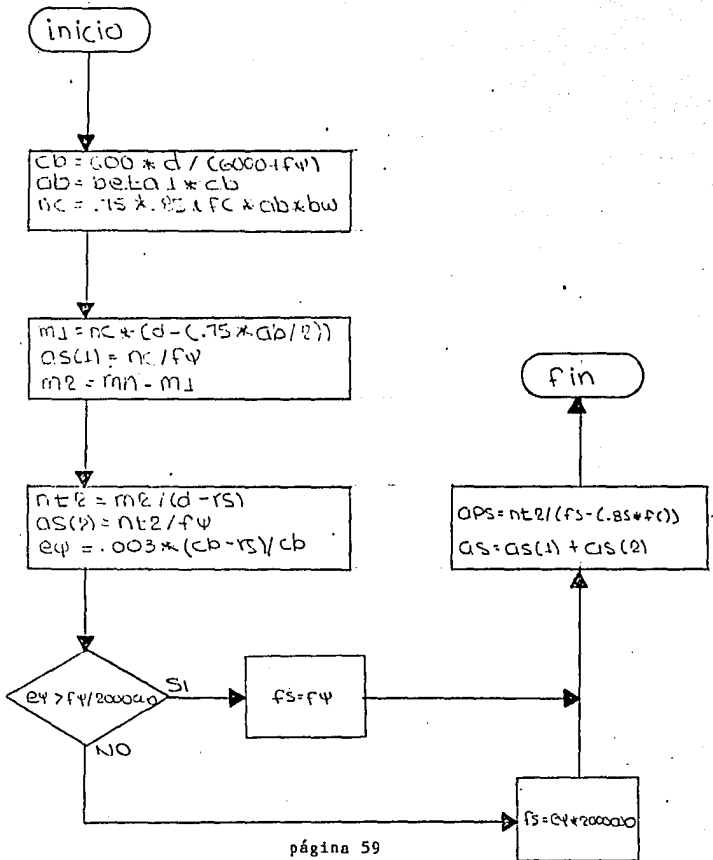 inicio
cb = 600 * d / (6000+fy)
ab = beta1 * cb
nc = .75 * .85 * fc * ab * bw
m1 = nc * (d-(.75 * ab/2))
as(1) = nc/fy
m2 = mn - m1
nt2 = m2/(d-rs)
as(2) = nt2/fy
ey = .003 * (cb-rs)/cb
ey > fy/2000000
SI
fs=fy
NO
fs=ey*2000000
aps=nt2/(fs-(.85*fc))
as=as(1)+as(2)
fin
página 59